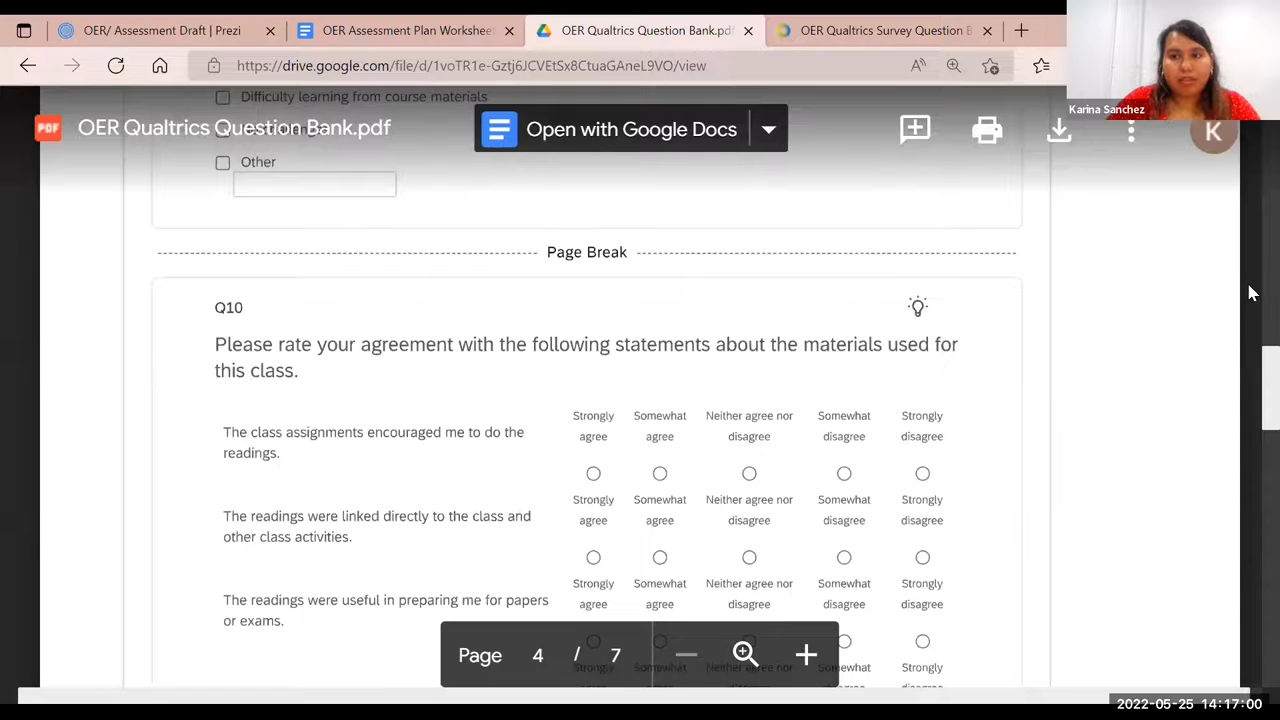 OER/ Assessment Draft | Prezi
OER Assessment Plan Workshee
OER Qualtrics Question Bank.pdf
OER Qualtrics Survey Question B
https://drive.google.com/file/d/1voTR1e-Gztj6JCVEtSx8CtuaGAneL9VO/view
Karina Sanchez
Difficulty learning from course materials
PDF
OER Qualtrics Question Bank.pdf
Open with Google Docs
K
Other
Page Break
Q10
Please rate your agreement with the following statements about the materials used for
this class.
Strongly agree Somewhat agree Neither agree nor disagree Somewhat disagree Strongly disagree
The class assignments encouraged me to do the
readings.
Strongly agree Somewhat agree Neither agree nor disagree Somewhat disagree Strongly disagree
The readings were linked directly to the class and
other class activities.
Strongly agree Somewhat agree Neither agree nor disagree Somewhat disagree Strongly disagree
The readings were useful in preparing me for papers
or exams.
Page 4 / 7
Strongly Somewhat Neither agree nor Somewhat Strongly
2022-05-25 14:17:00